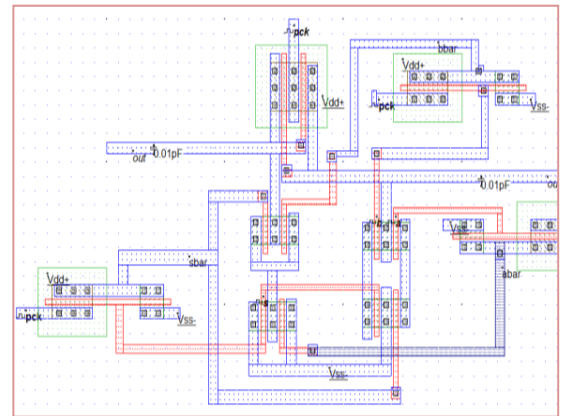 pck
bbar
Vdd+
Vdd+
pck
Vss-
out
0.01pF
0.01pF
ou
b
a
Vss-
sbar
abar
Vdd+
s
pck
Vss-
Vss-